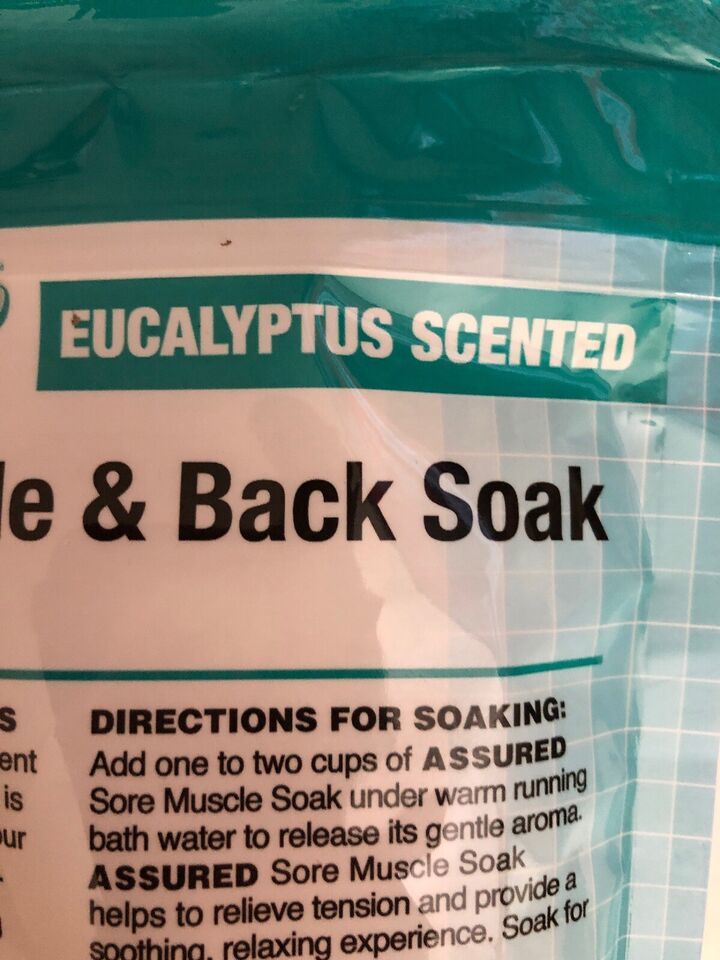 EUCALYPTUS SCENTED
le & Back Soak
S
DIRECTIONS FOR SOAKING:
ent
Add one to two cups of ASSURED
is
Sore Muscle Soak under warm running
our
bath water to release its gentle aroma.
ASSURED Sore Muscle Soak
helps to relieve tension and provide a
soothing, relaxing experience. Soak for